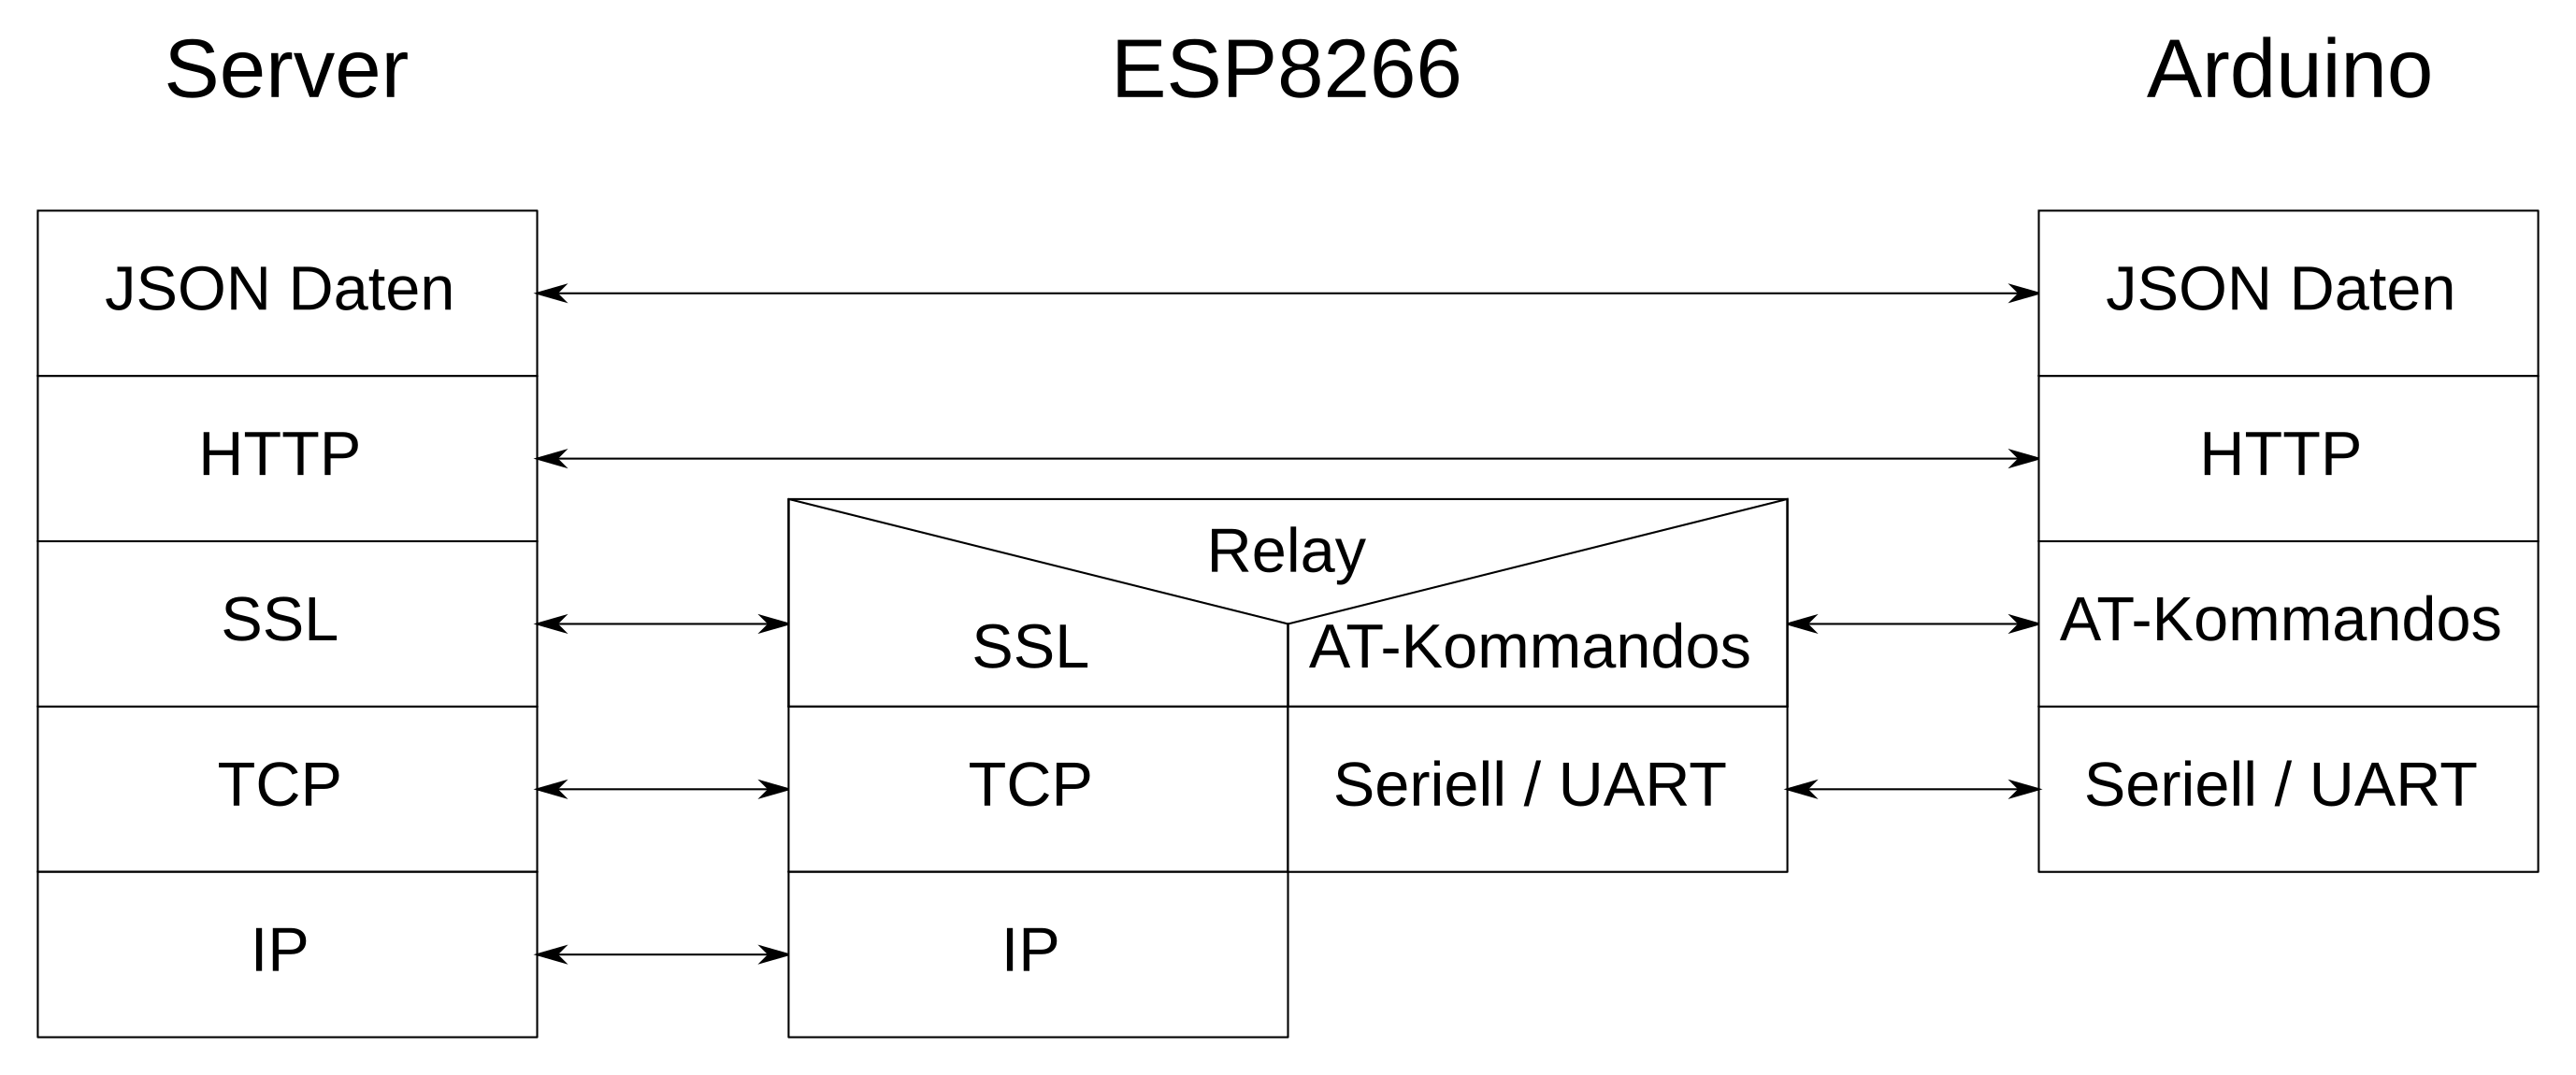 Server
ESP8266
Arduino
JSON Daten
JSON Daten
HTTP
HTTP
Relay
SSL
SSL
AT-Kommandos
AT-Kommandos
TCP
TCP
Seriell / UART
Seriell / UART
IP
IP